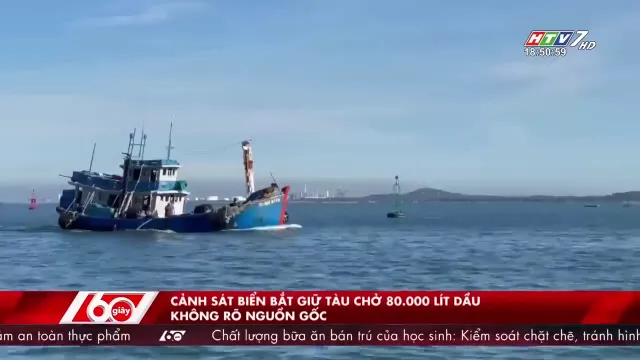 HTV7 HD
18:50:59
60 giây
CẢNH SÁT BIỂN BẮT GIỮ TÀU CHỞ 80.000 LÍT DẦU
KHÔNG RÕ NGUỒN GỐC
àm an toàn thực phẩm 60 Chất lượng bữa ăn bán trú của học sinh: Kiểm soát chặt chẽ, tránh hình